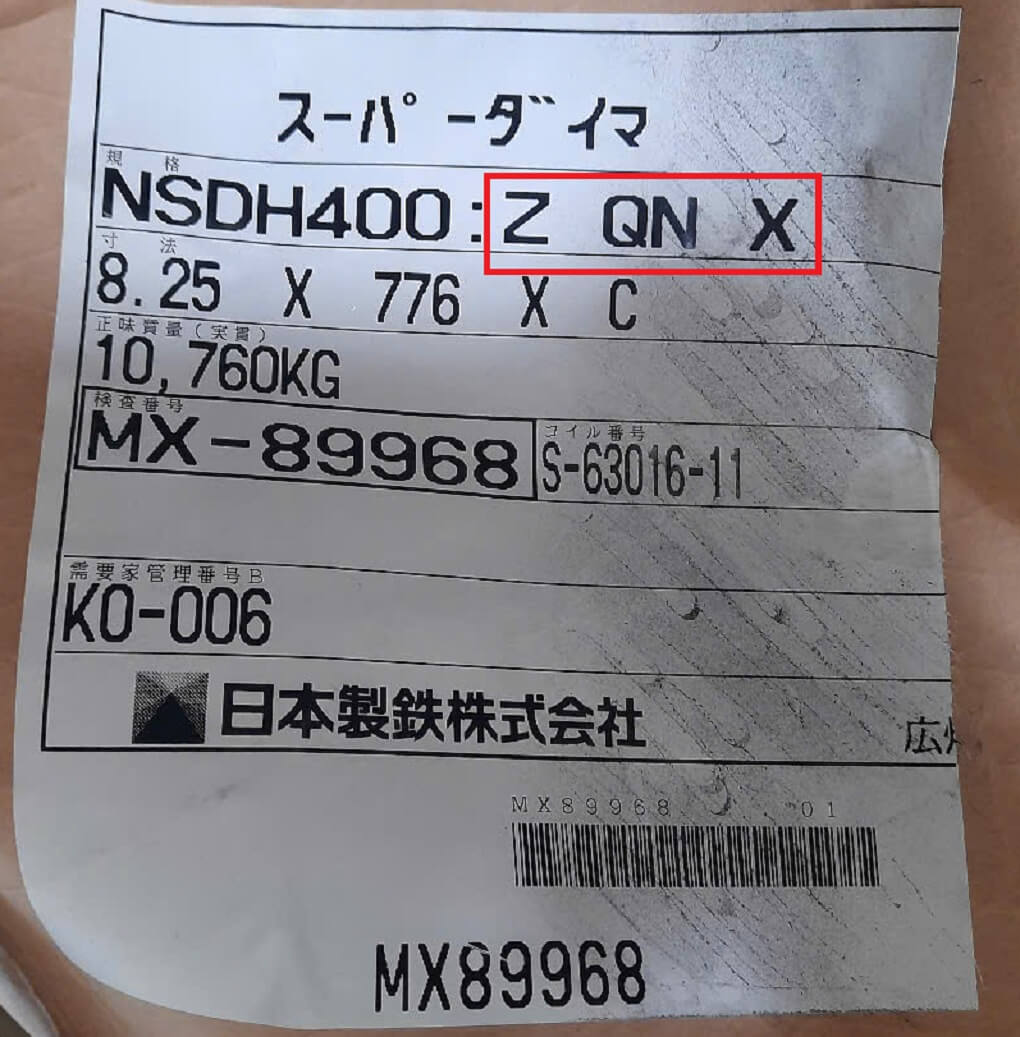 スーパーダイマ
規格
NSDH400:Z QN X
寸法
8.25 X 776 X C
正味質量(実貫)
10,760KG
検査番号 コイル番号
MX-89968 S-63016-11
需要家管理番号B
KO-006
日本製鉄株式会社 広
MX89968 01
MX89968